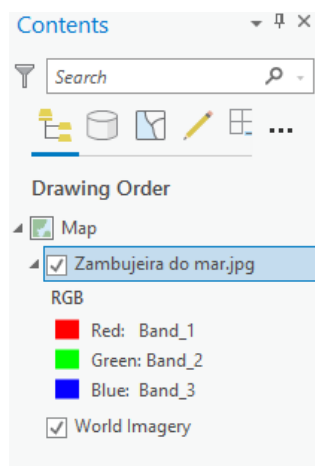 Contents
Search
Drawing Order
Map
Zambujeira do mar.jpg
RGB
Red: Band_1
Green: Band_2
Blue: Band_3
World Imagery